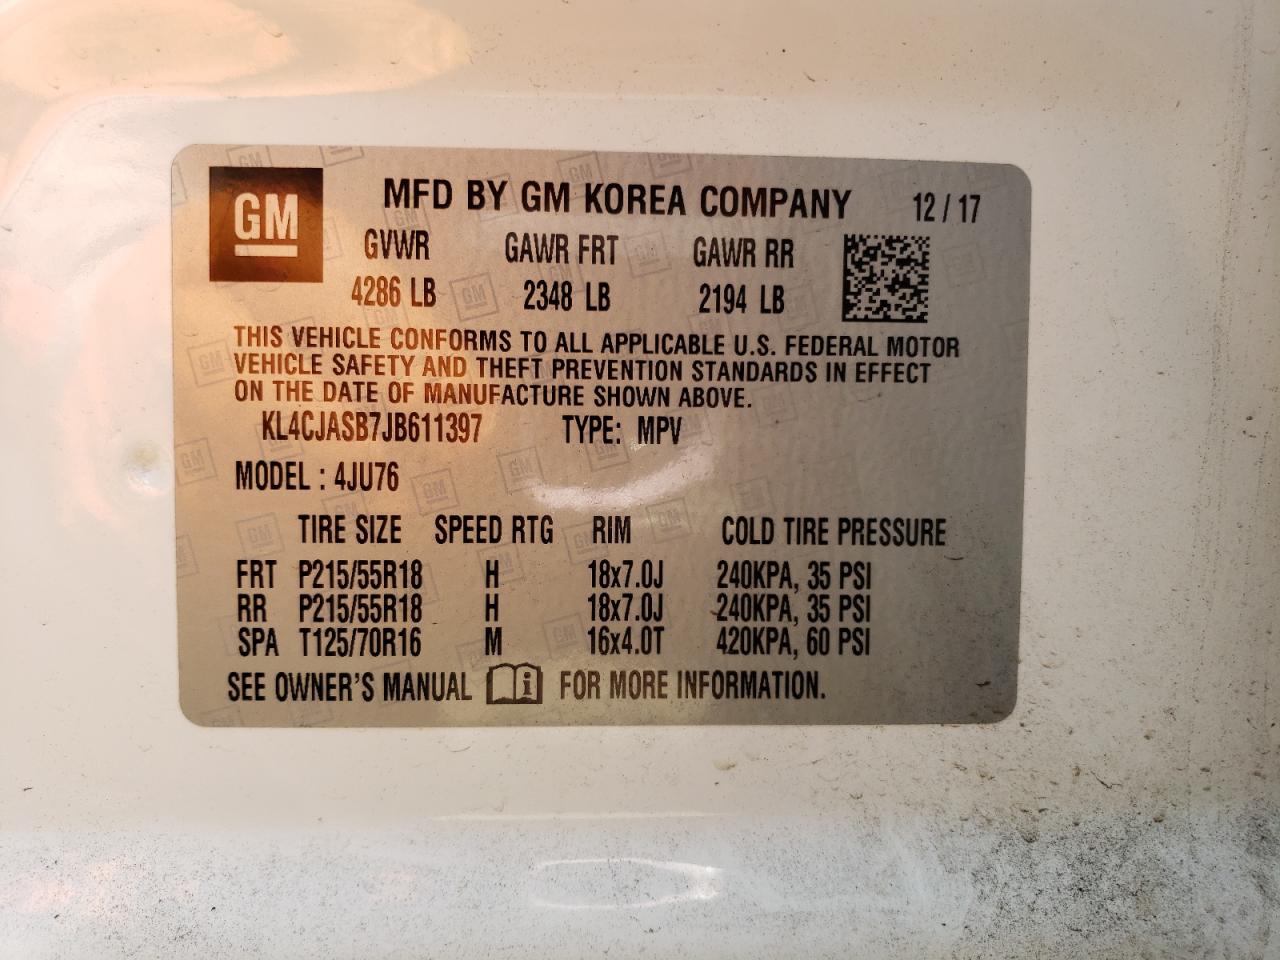 GM
MFD BY GM KOREA COMPANY 12 / 17
GVWR GAWR FRT GAWR RR
4286 LB 2348 LB 2194 LB
THIS VEHICLE CONFORMS TO ALL APPLICABLE U.S. FEDERAL MOTOR
VEHICLE SAFETY AND THEFT PREVENTION STANDARDS IN EFFECT
ON THE DATE OF MANUFACTURE SHOWN ABOVE.
KL4CJASB7JB611397 TYPE: MPV
MODEL : 4JU76
TIRE SIZE SPEED RTG RIM COLD TIRE PRESSURE
FRT P215/55R18 H 18x7.0J 240KPA, 35 PSI
RR P215/55R18 H 18x7.0J 240KPA, 35 PSI
SPA T125/70R16 M 16x4.0T 420KPA, 60 PSI
SEE OWNER'S MANUAL i FOR MORE INFORMATION.